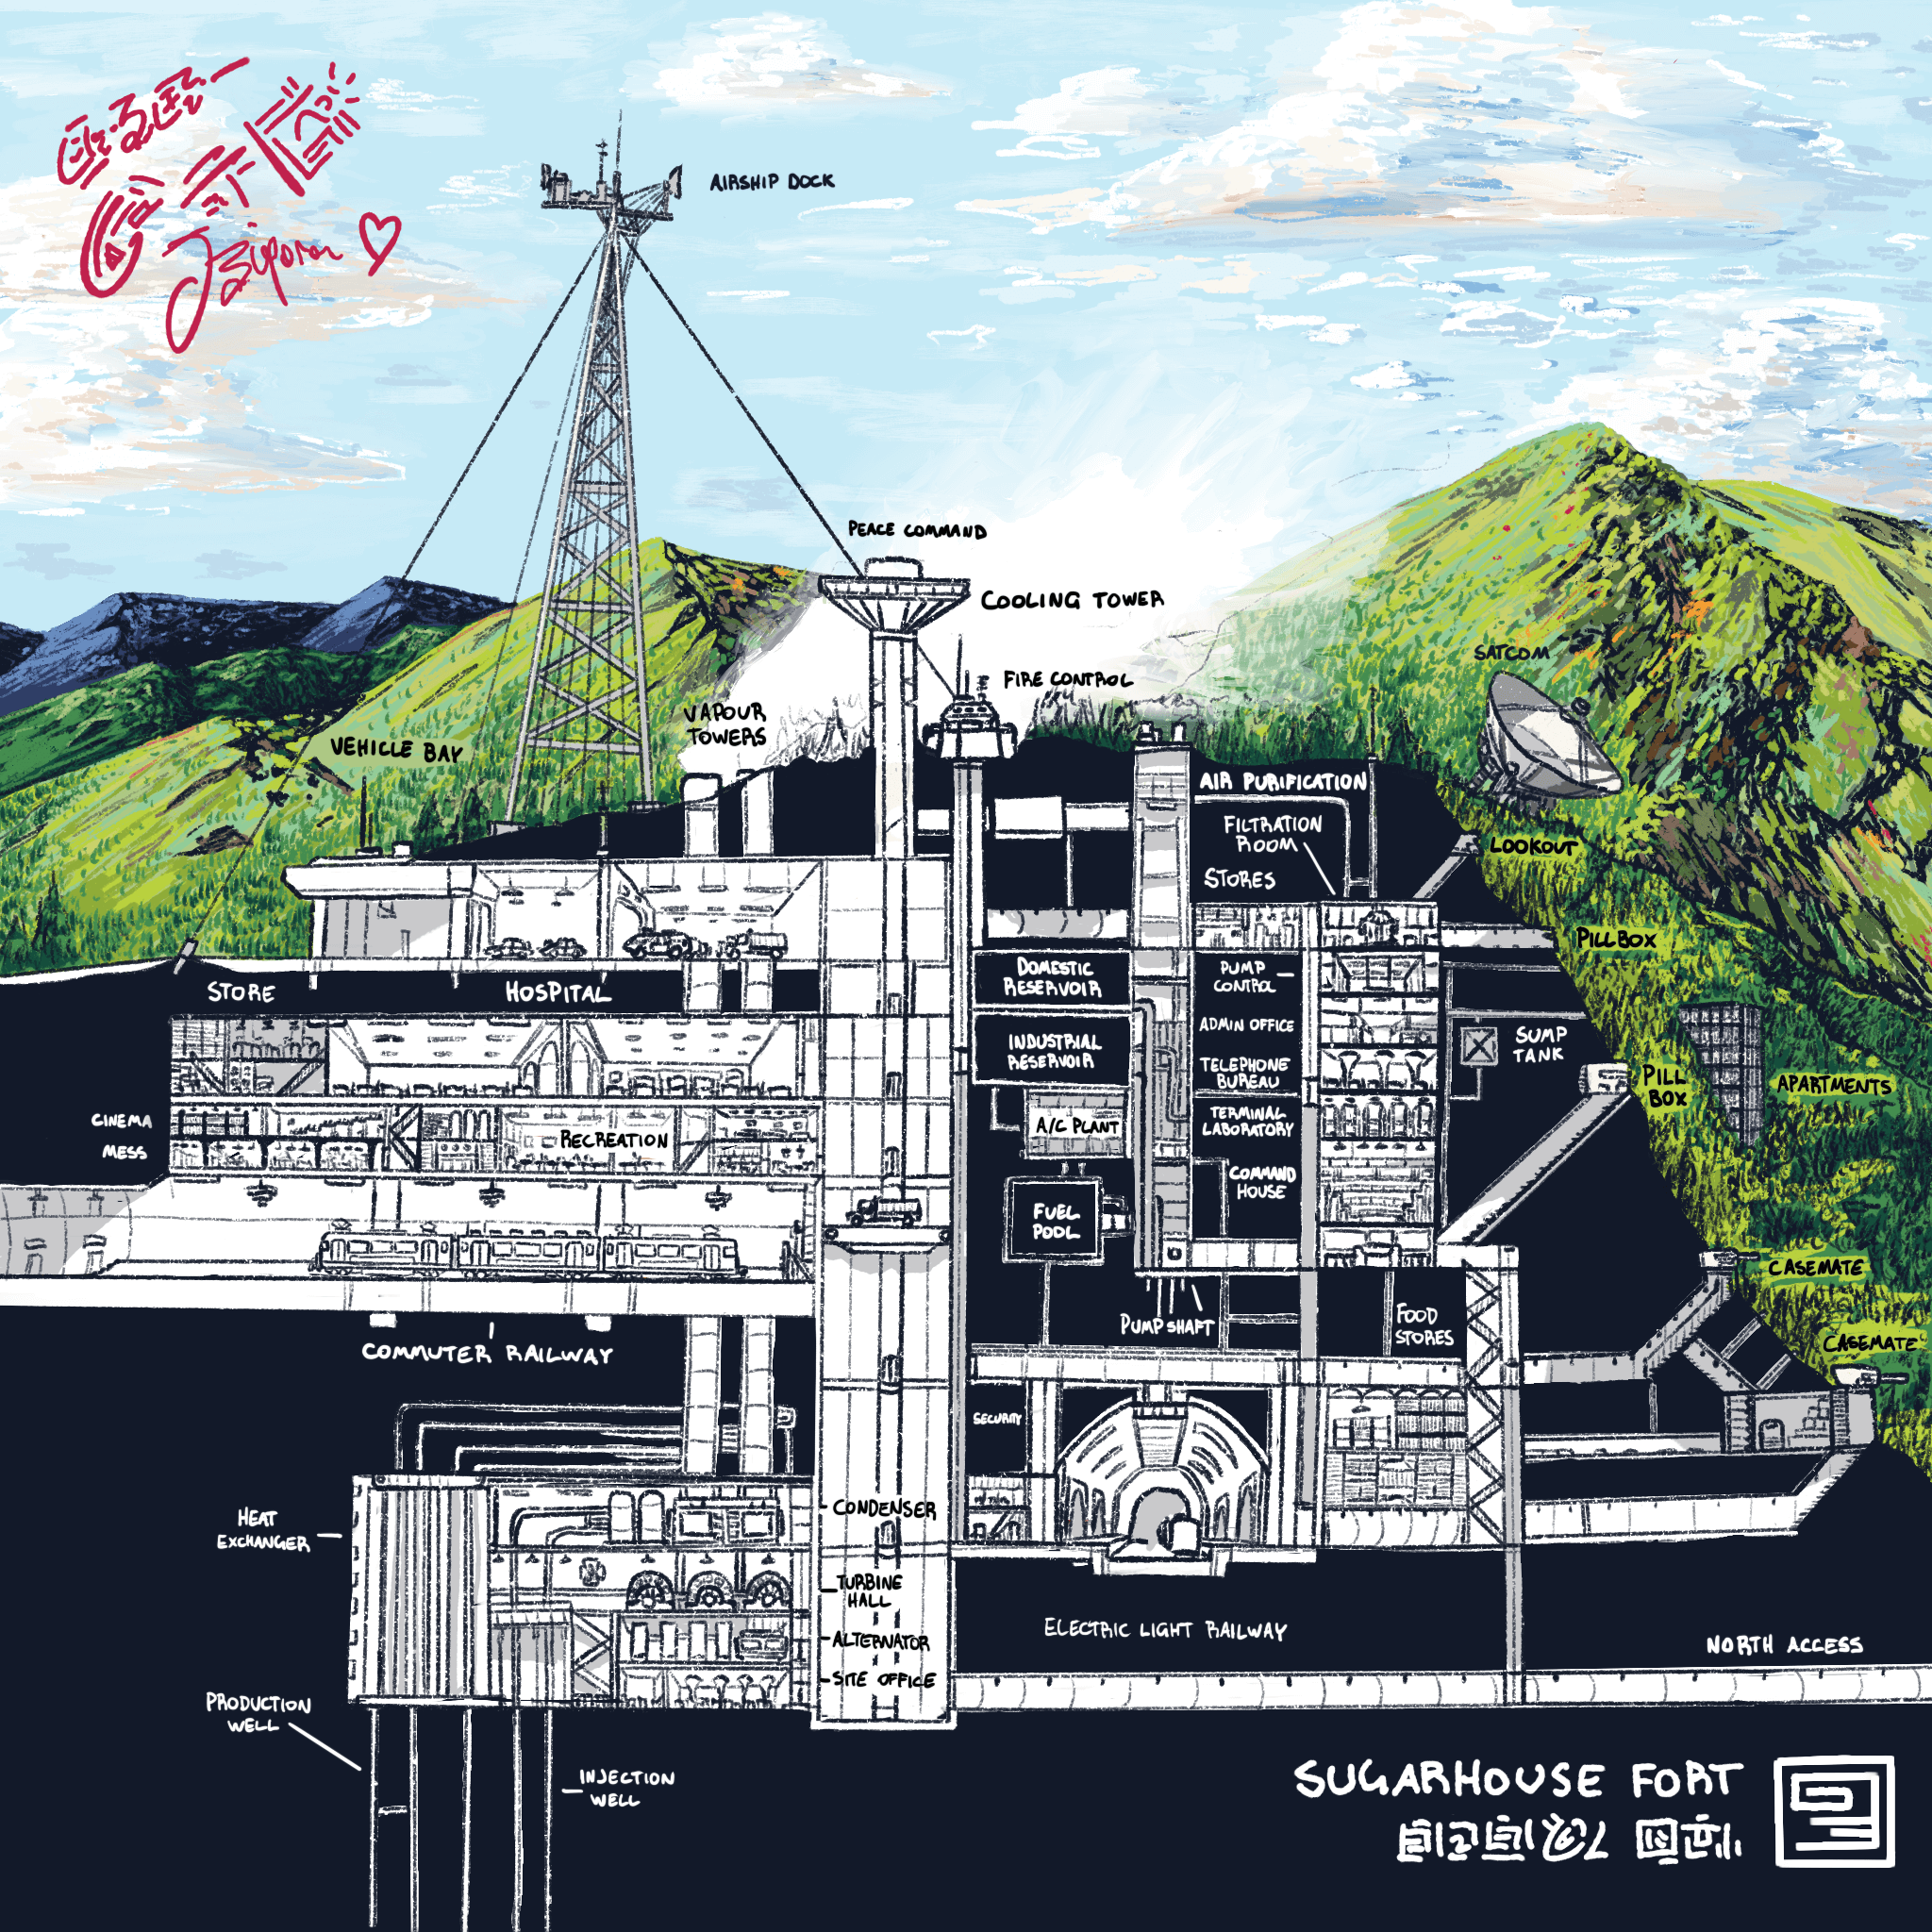 AIRSHIP DOCK
PEACE COMMAND
COOLING TOWER
FIRE CONTROL
SATCOM
VAPOUR
TOWERS
VEHICLE BAY
AIR PURIFICATION
FILTRATION
ROOM
STORES
LOOKOUT
PILLBOX
STORE
HOSPITAL
DOMESTIC
RESERVOIR
PUMP
CONTROL
ADMIN OFFICE
INDUSTRIAL
RESERVOIR
TELEPHONE
BUREAU
SUMP
TANK
PILL
BOX
APARTMENTS
CINEMA
MESS
RECREATION
A/C PLANT
TERMINAL
LABORATORY
COMMAND
HOUSE
FUEL
POOL
CASEMATE
PUMP SHAFT
FOOD
STORES
CASEMATE
COMMUTER RAILWAY
SECURITY
HEAT
EXCHANGER
CONDENSER
TURBINE
HALL
ALTERNATOR
SITE OFFICE
ELECTRIC LIGHT RAILWAY
NORTH ACCESS
PRODUCTION
WELL
INJECTION
WELL
SUGARHOUSE FORT